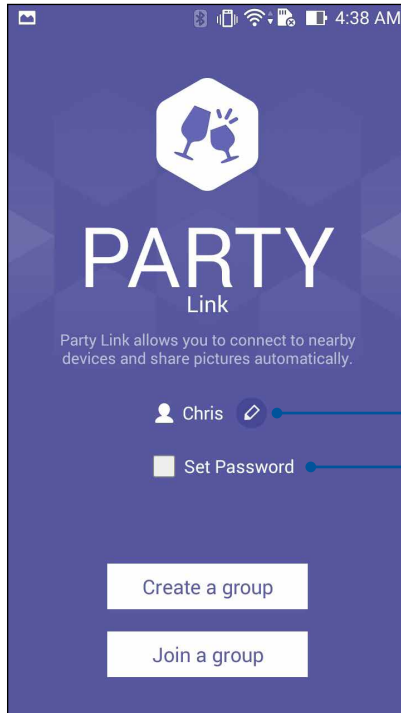 4:38 AM
PARTY
Link
Party Link allows you to connect to nearby
devices and share pictures automatically.
Chris
Set Password
Create a group
Join a group